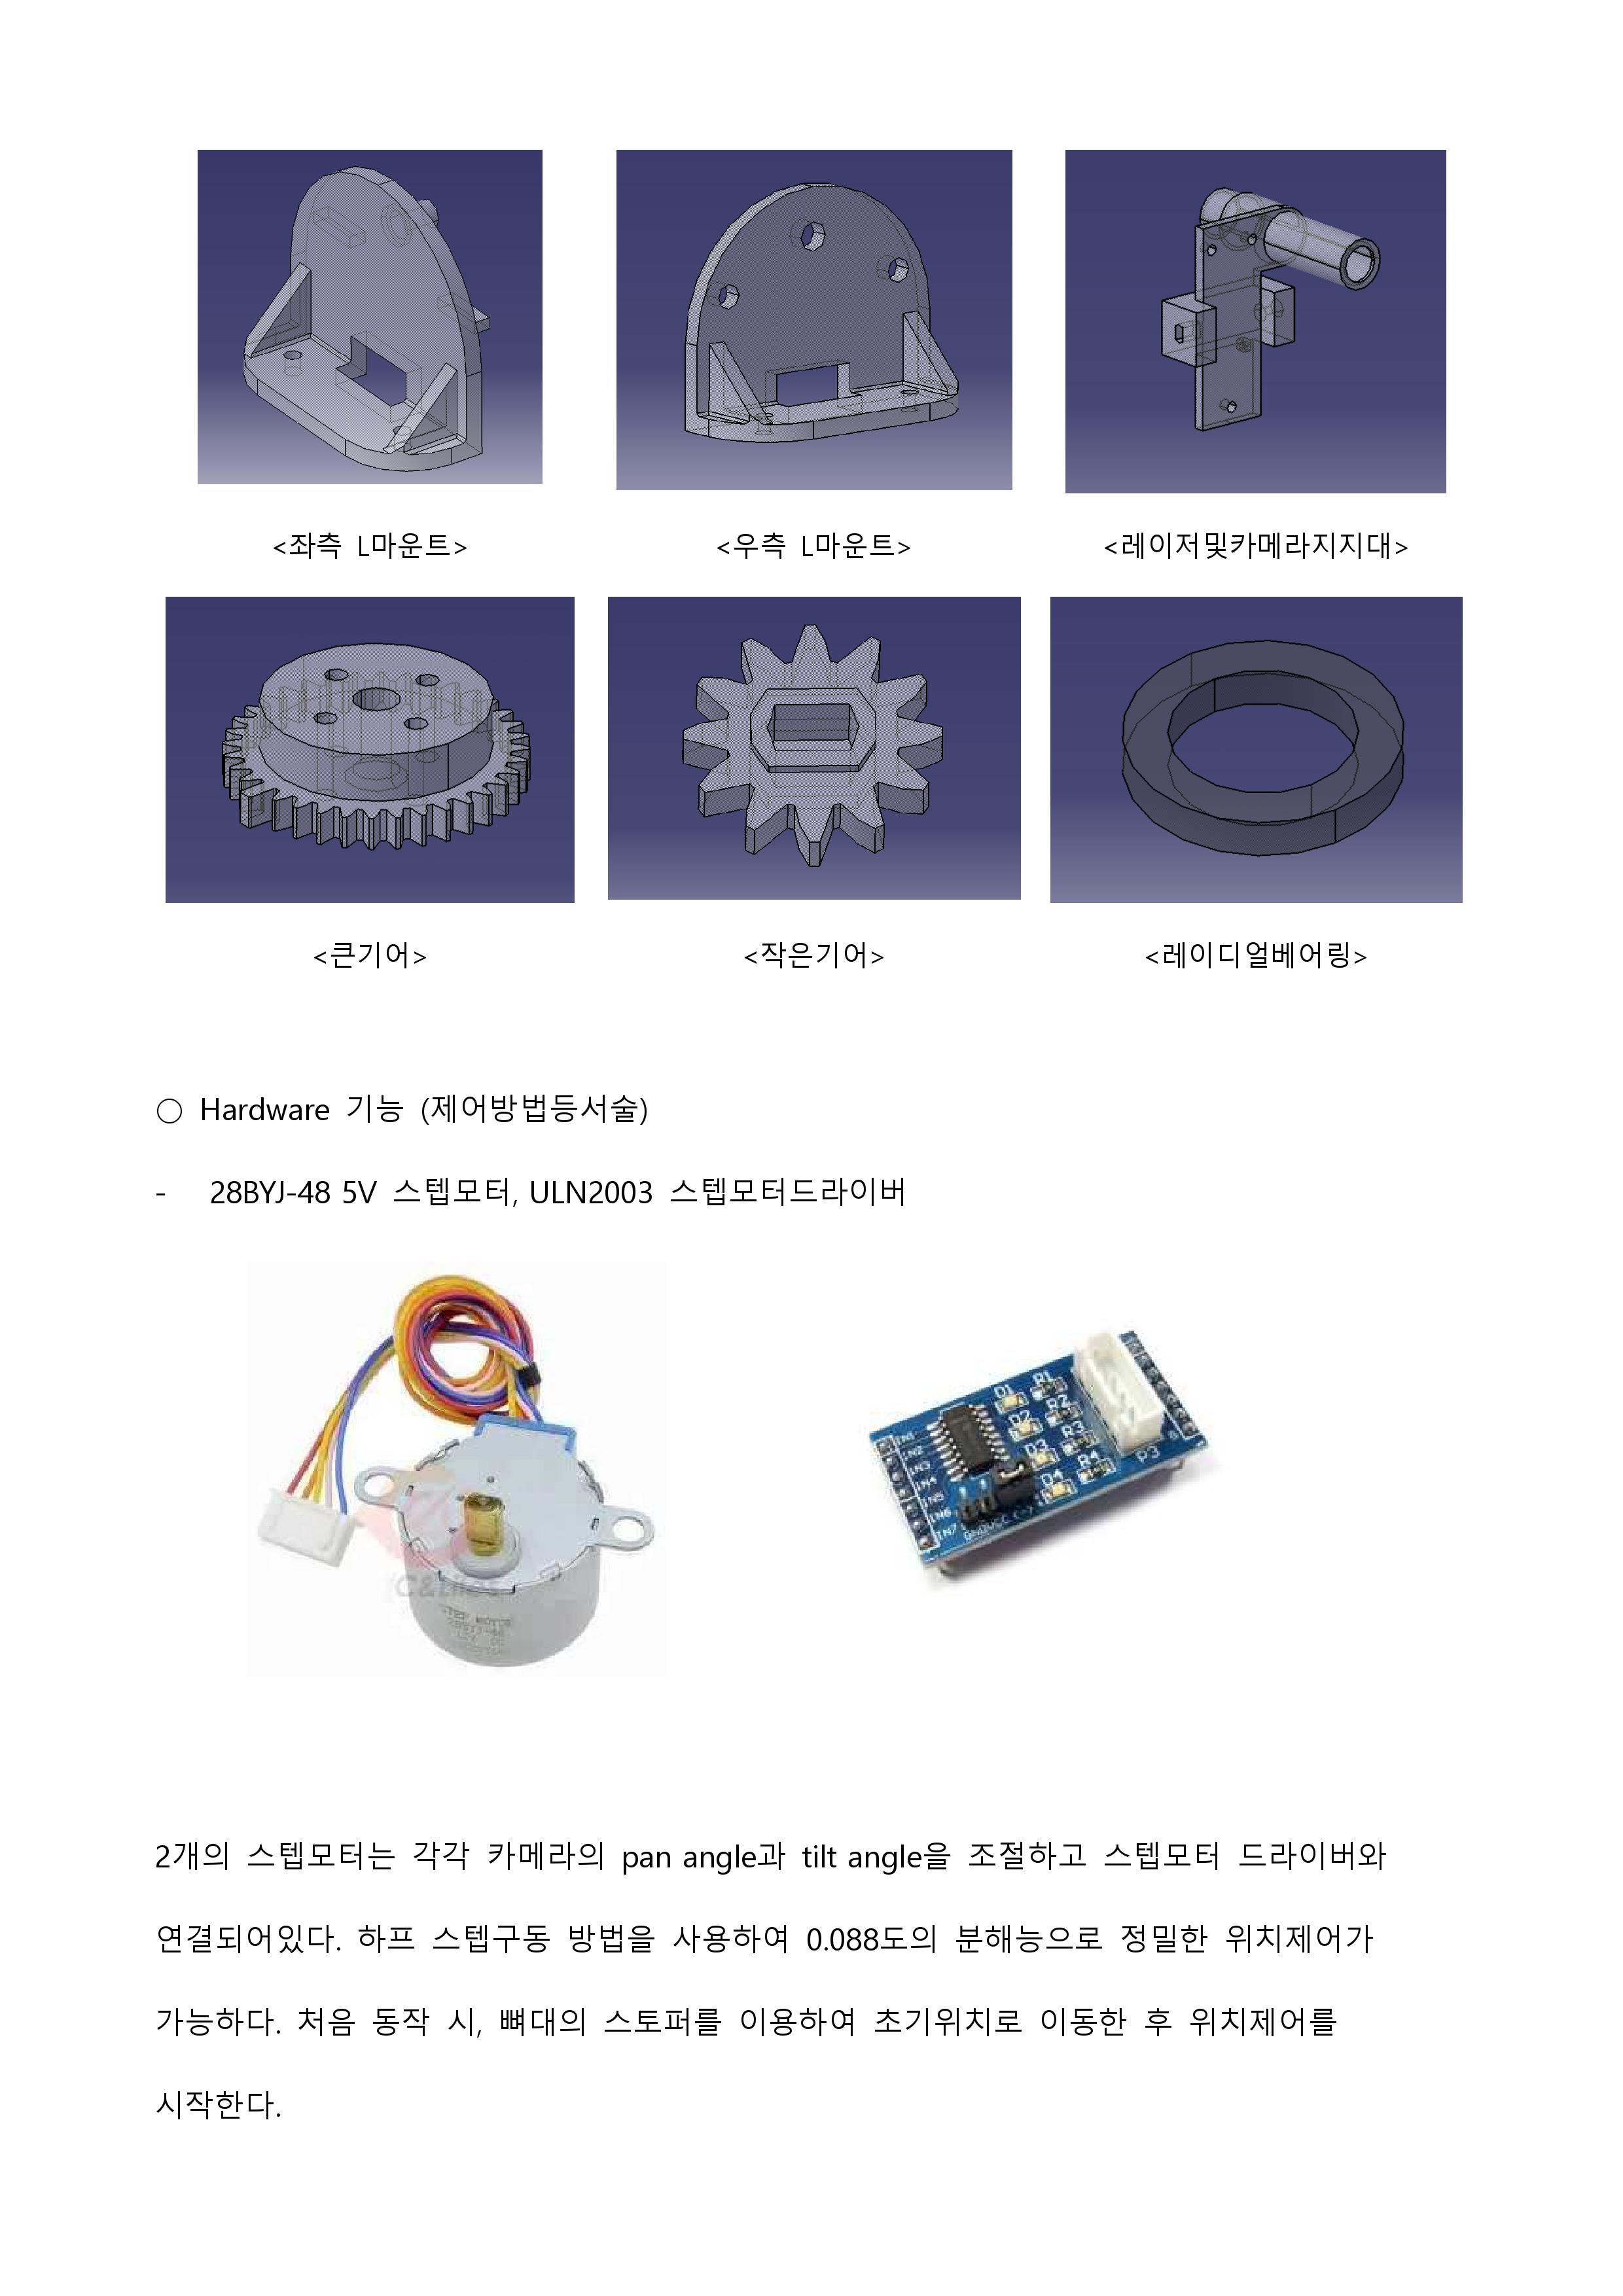 <좌측 L마운트>
<우측 L마운트>
<레이저및카메라지지대>
<큰기어>
<작은기어>
<레이디얼베어링>
○ Hardware 기능 (제어방법등서술)
- 28BYJ-48 5V 스텝모터, ULN2003 스텝모터드라이버
D1
R1
D2
R2
D3
R3
D4
R4
P3
IN1
IN2
IN3
IN4
IN5
IN6
IN7
2개의 스텝모터는 각각 카메라의 pan angle과 tilt angle을 조절하고 스텝모터 드라이버와
연결되어있다. 하프 스텝구동 방법을 사용하여 0.088도의 분해능으로 정밀한 위치제어가
가능하다. 처음 동작 시, 뼈대의 스토퍼를 이용하여 초기위치로 이동한 후 위치제어를
시작한다.